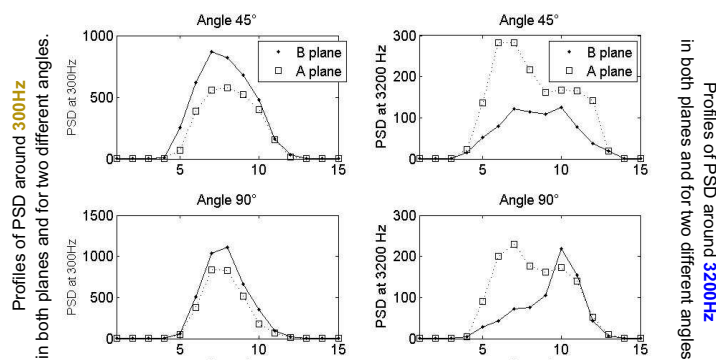 Profiles of PSD around 300Hz
in both planes and for two different angles.
Angle 45°
PSD at 300Hz
1000
500
0
5
10
15
B plane
A plane
Angle 45°
PSD at 3200 Hz
300
200
100
0
5
10
15
B plane
A plane
Angle 90°
PSD at 300Hz
1500
1000
500
0
5
10
15
Angle 90°
PSD at 3200 Hz
300
200
100
0
5
10
15
Profiles of PSD around 3200Hz
in both planes and for two different angles